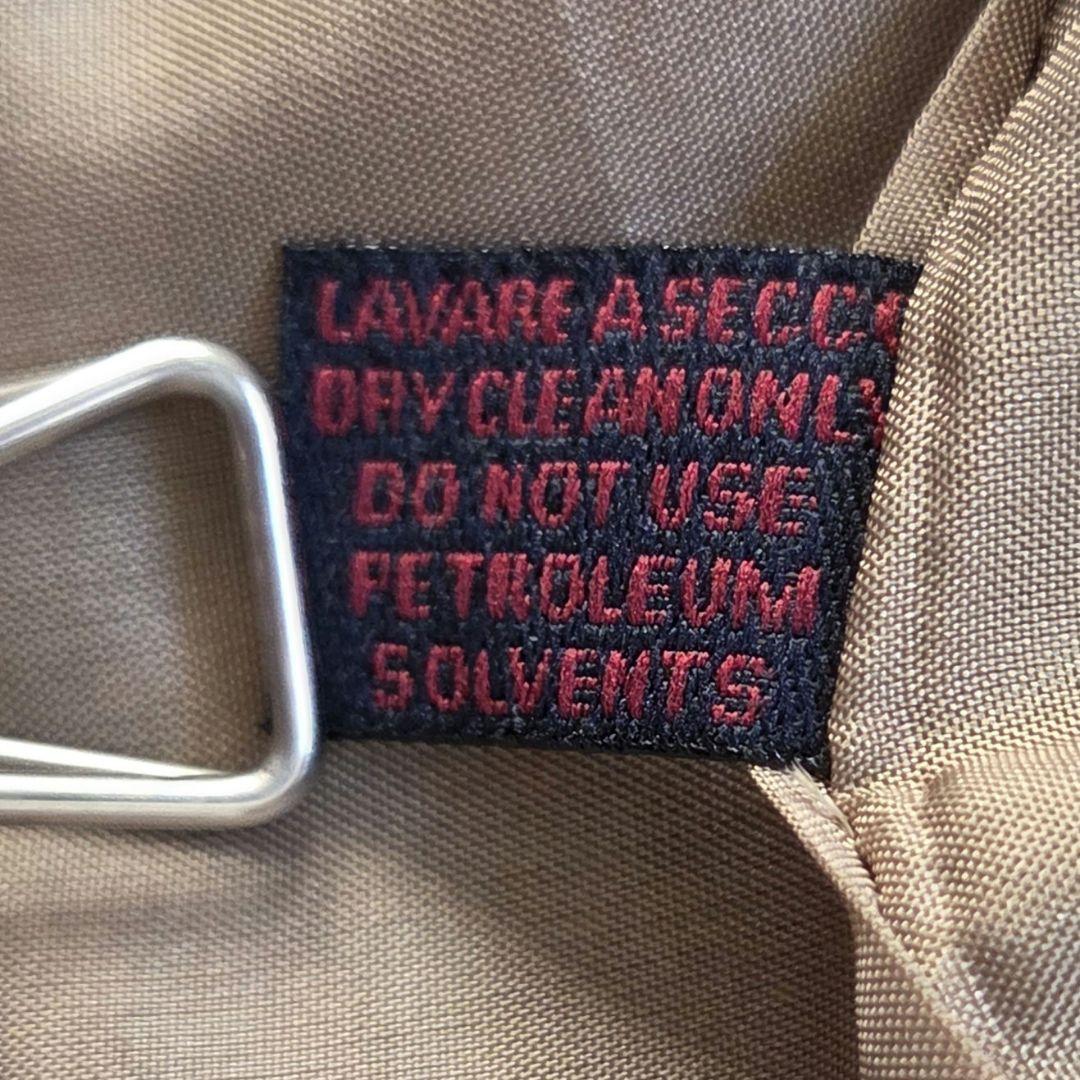 LAVARE A SECCO
DRY CLEAN ONLY
DO NOT USE
PETROLEUM
SOLVENTS